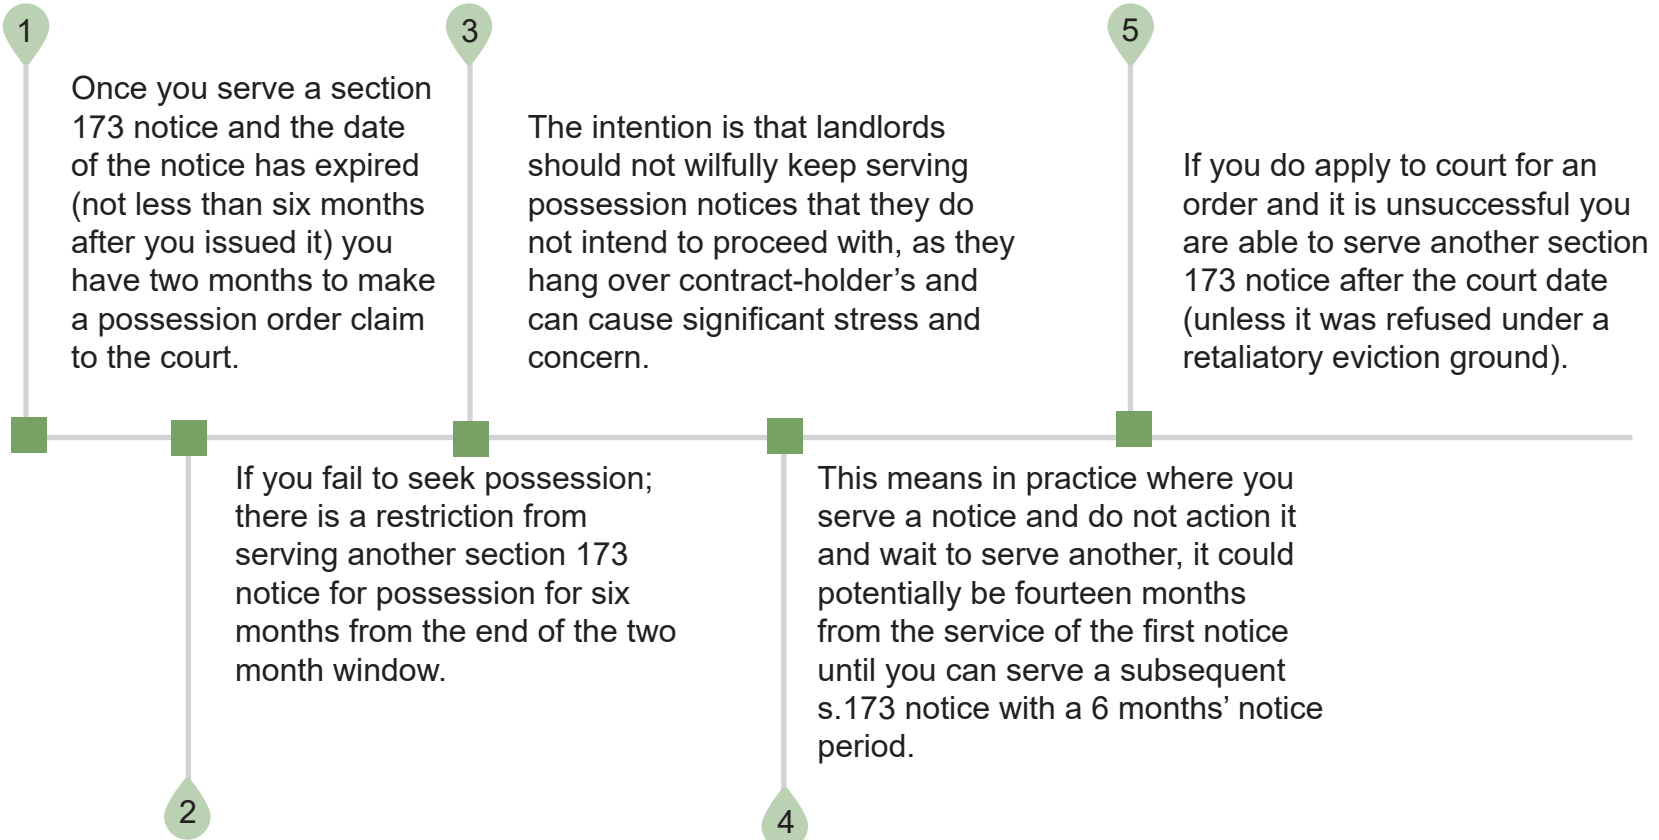 1
Once you serve a section
173 notice and the date
of the notice has expired
(not less than six months
after you issued it) you
have two months to make
a possession order claim
to the court.
2
If you fail to seek possession;
there is a restriction from
serving another section 173
notice for possession for six
months from the end of the two
month window.
3
The intention is that landlords
should not wilfully keep serving
possession notices that they do
not intend to proceed with, as they
hang over contract-holder’s and
can cause significant stress and
concern.
4
This means in practice where you
serve a notice and do not action it
and wait to serve another, it could
potentially be fourteen months
from the service of the first notice
until you can serve a subsequent
s.173 notice with a 6 months’ notice
period.
5
If you do apply to court for an
order and it is unsuccessful you
are able to serve another section
173 notice after the court date
(unless it was refused under a
retaliatory eviction ground).